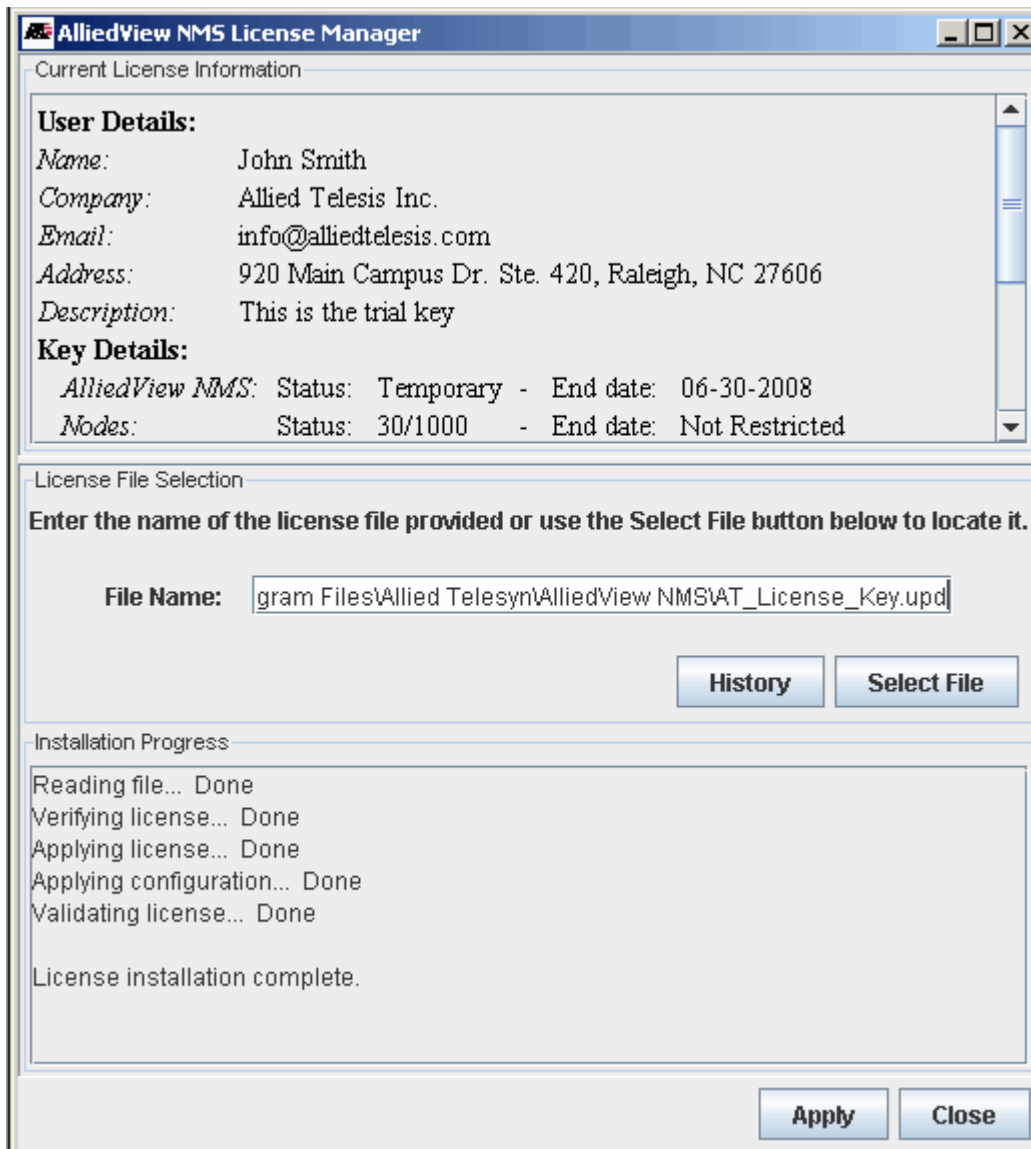 AlliedView NMS License Manager
Current License Information
User Details:
Name: John Smith
Company: Allied Telesis Inc.
Email: info@alliedtelesis.com
Address: 920 Main Campus Dr. Ste. 420, Raleigh, NC 27606
Description: This is the trial key
Key Details:
AlliedView NMS: Status: Temporary - End date: 06-30-2008
Nodes: Status: 30/1000 - End date: Not Restricted
License File Selection
Enter the name of the license file provided or use the Select File button below to locate it.
File Name: gram Files\Allied Telesyn\AlliedView NMS\AT_License_Key.upd
History Select File
Installation Progress
Reading file... Done
Verifying license... Done
Applying license... Done
Applying configuration... Done
Validating license... Done
License installation complete.
Apply Close